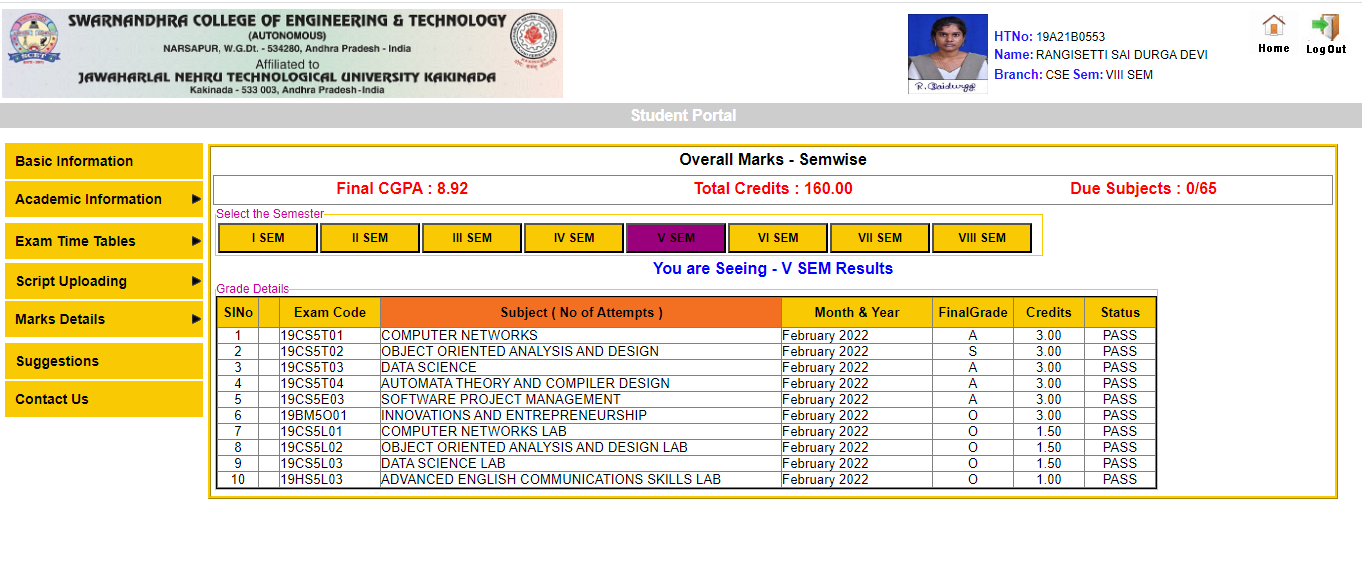 SWARNANDHRA COLLEGE OF ENGINEERING & TECHNOLOGY
(AUTONOMOUS)
NARSAPUR, W.G.Dt. - 534280, Andhra Pradesh - India
Affiliated to
JAWAHARLAL NEHRU TECHNOLOGICAL UNIVERSITY KAKINADA
Kakinada - 533 003, Andhra Pradesh-India
HTNo: 19A21B0553
Name: RANGISETTI SAI DURGA DEVI
Branch: CSE Sem: VIII SEM
Home
LogOut
Student Portal
Basic Information
Academic Information
Exam Time Tables
Script Uploading
Marks Details
Suggestions
Contact Us
Overall Marks - Semwise
Final CGPA : 8.92 Total Credits : 160.00 Due Subjects : 0/65
Select the Semester
I SEM II SEM III SEM IV SEM V SEM VI SEM VII SEM VIII SEM
You are Seeing - V SEM Results
Grade Details
SlNo Exam Code Subject ( No of Attempts ) Month & Year FinalGrade Credits Status
1 19CS5T01 COMPUTER NETWORKS February 2022 A 3.00 PASS
2 19CS5T02 OBJECT ORIENTED ANALYSIS AND DESIGN February 2022 S 3.00 PASS
3 19CS5T03 DATA SCIENCE February 2022 A 3.00 PASS
4 19CS5T04 AUTOMATA THEORY AND COMPILER DESIGN February 2022 A 3.00 PASS
5 19CS5E03 SOFTWARE PROJECT MANAGEMENT February 2022 A 3.00 PASS
6 19BM5O01 INNOVATIONS AND ENTREPRENEURSHIP February 2022 O 3.00 PASS
7 19CS5L01 COMPUTER NETWORKS LAB February 2022 O 1.50 PASS
8 19CS5L02 OBJECT ORIENTED ANALYSIS AND DESIGN LAB February 2022 O 1.50 PASS
9 19CS5L03 DATA SCIENCE LAB February 2022 O 1.50 PASS
10 19HS5L03 ADVANCED ENGLISH COMMUNICATIONS SKILLS LAB February 2022 O 1.00 PASS